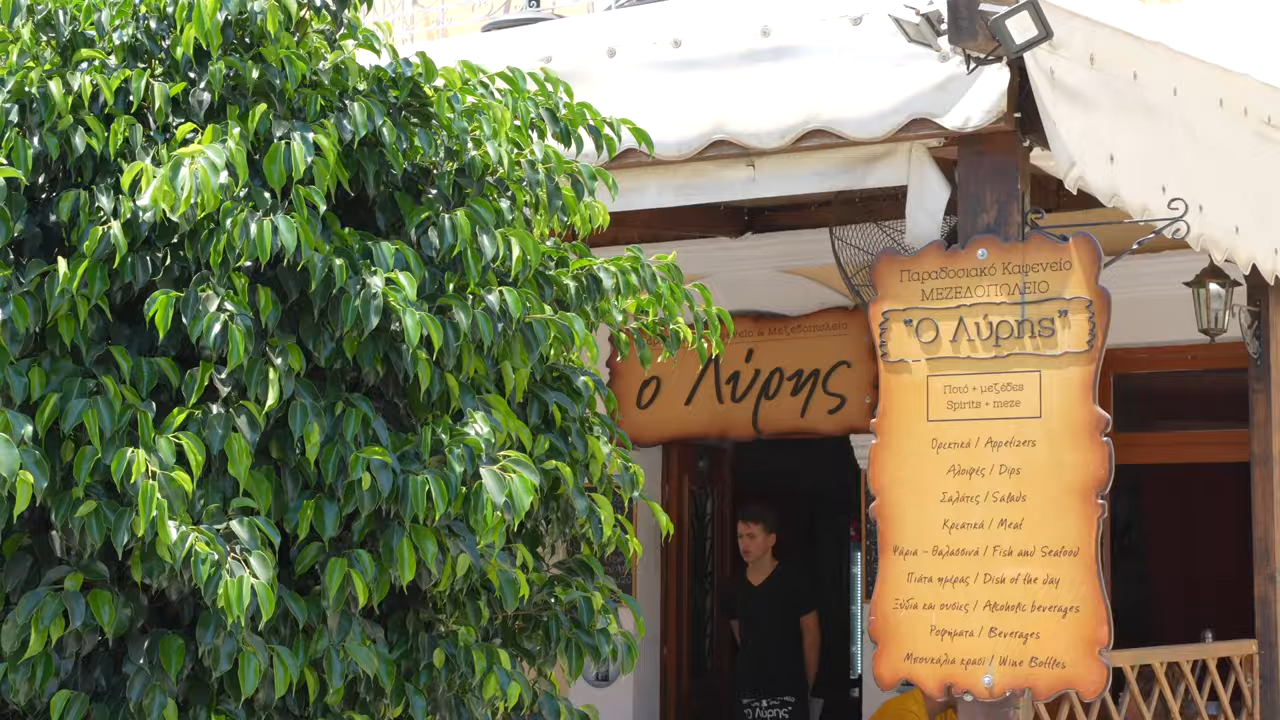 Παραδοσιακό Καφενείο
ΜΕΖΕΔΟΠΩΛΕΙΟ
"Ο Λύρης"
Ποτό + μεζέδες
Spirits + meze
Ορεκτικά / Appetizers
Αλοιφές / Dips
Σαλάτες / Salads
Κρεατικά / Meat
Ψάρια – Θαλασσινά / Fish and Seafood
Πιάτα ημέρας / Dish of the day
Ξύδια και ουσίες / Alcoholic beverages
Ροφήματα / Beverages
Μπουκάλια κρασί / Wine Bottles
& Μεζεδοπωλείο
ο Λύρης
"Ο Λύρης"